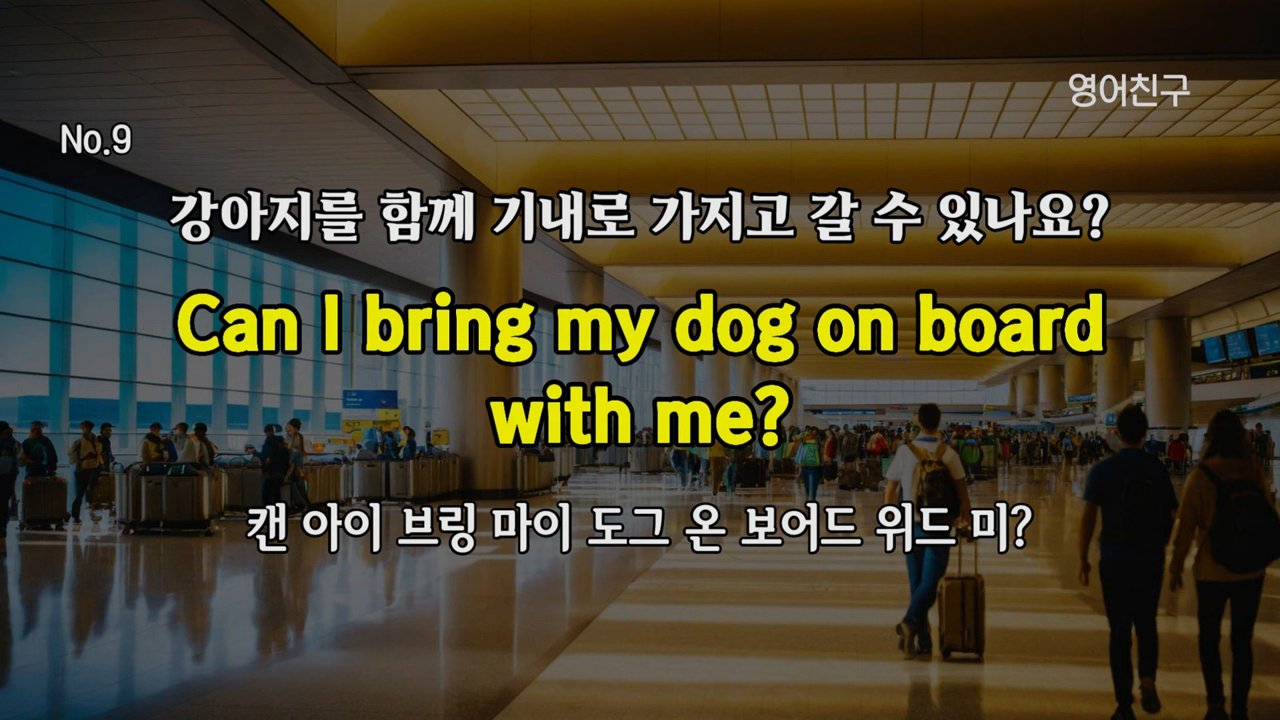 영어친구
No.9
강아지를 함께 기내로 가지고 갈 수 있나요?
Can I bring my dog on board
with me?
캔 아이 브링 마이 도그 온 보어드 위드 미?